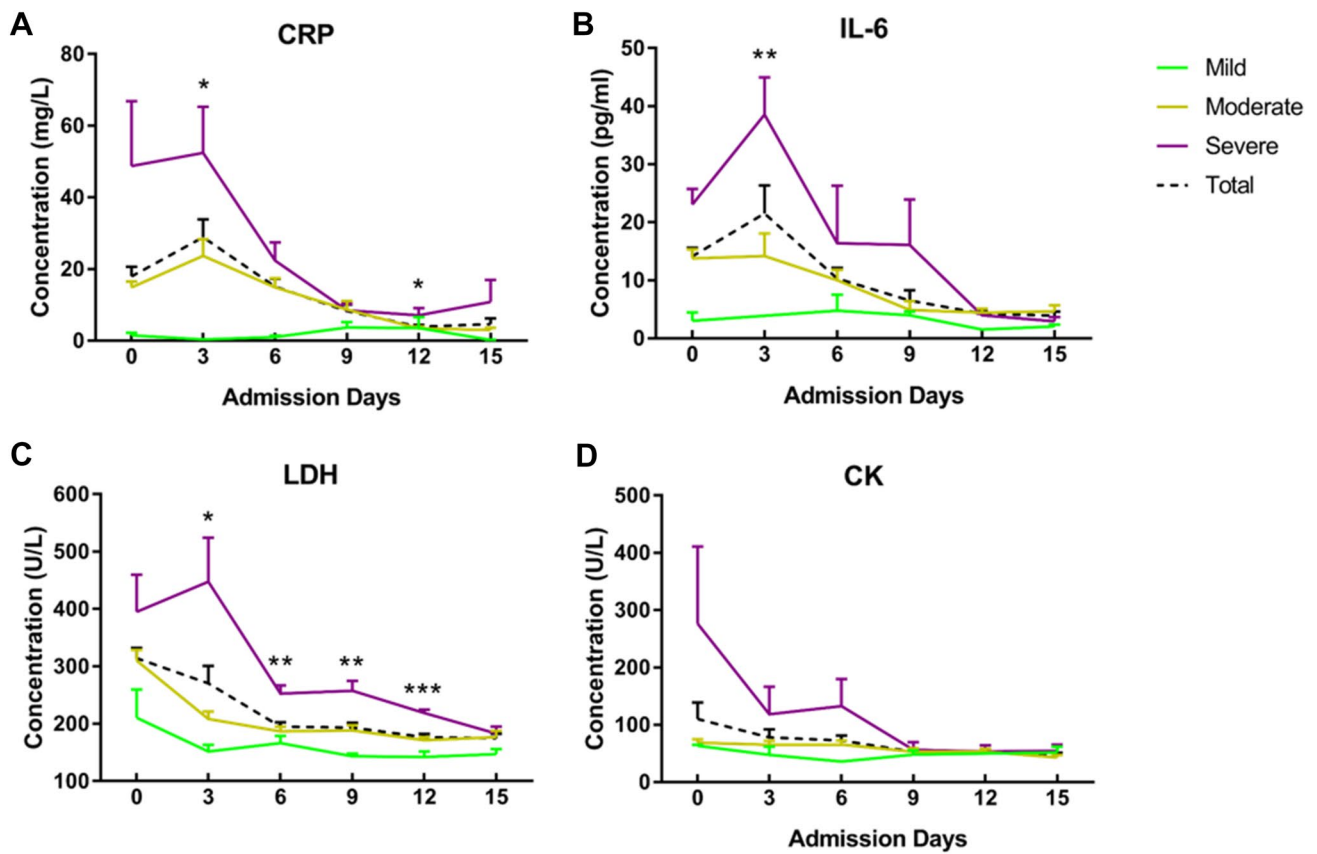 A
CRP
Concentration (mg/L)
80
60
40
20
0
*
*
0 3 6 9 12 15
Admission Days
B
IL-6
Concentration (pg/ml)
50
40
30
20
10
0
**
0 3 6 9 12 15
Admission Days
Mild
Moderate
Severe
Total
C
LDH
Concentration (U/L)
600
500
400
300
200
100
*
**
**
***
0 3 6 9 12 15
D
CK
Concentration (U/L)
500
400
300
200
100
0
0 3 6 9 12 15
Admission Days